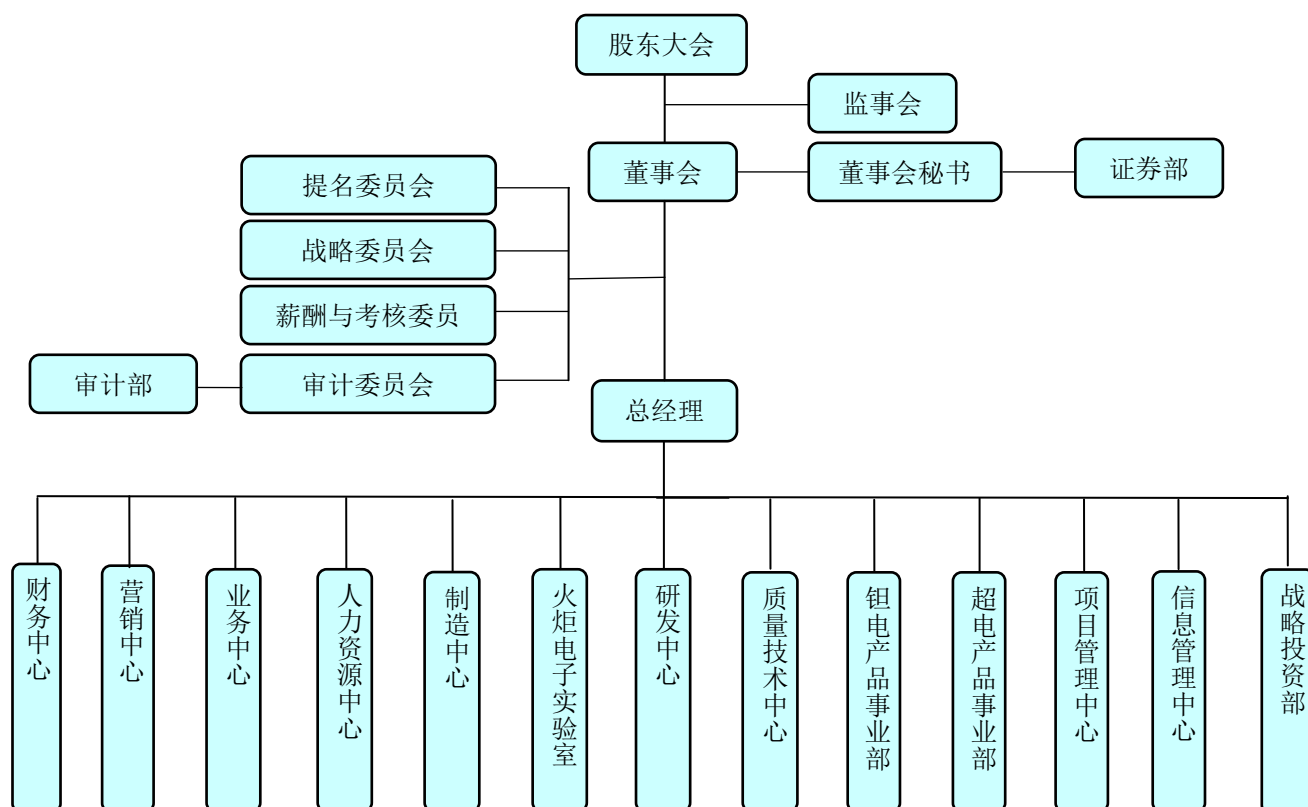 股东大会
监事会
董事会
董事会秘书
证券部
提名委员会
战略委员会
薪酬与考核委员
审计部
审计委员会
总经理
财务中心
营销中心
业务中心
人力资源中心
制造中心
火炬电子实验室
研发中心
质量技术中心
钽电产品事业部
超电产品事业部
项目管理中心
信息管理中心
战略投资部